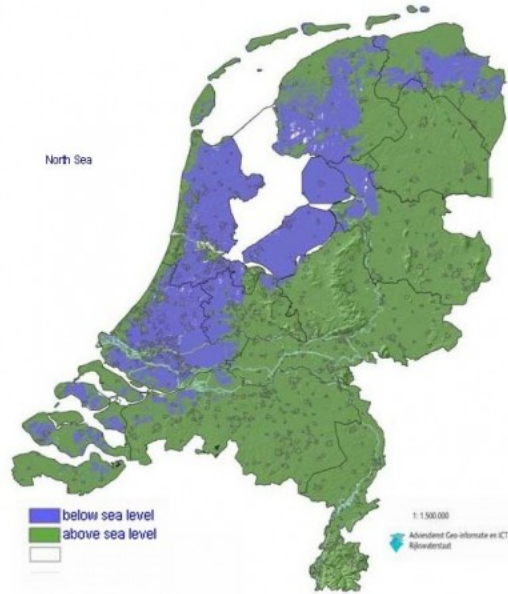 North Sea
below sea level
above sea level
1: 1.500.000
Adviesdienst Geo-informatie en ICT
Rijkswaterstaat